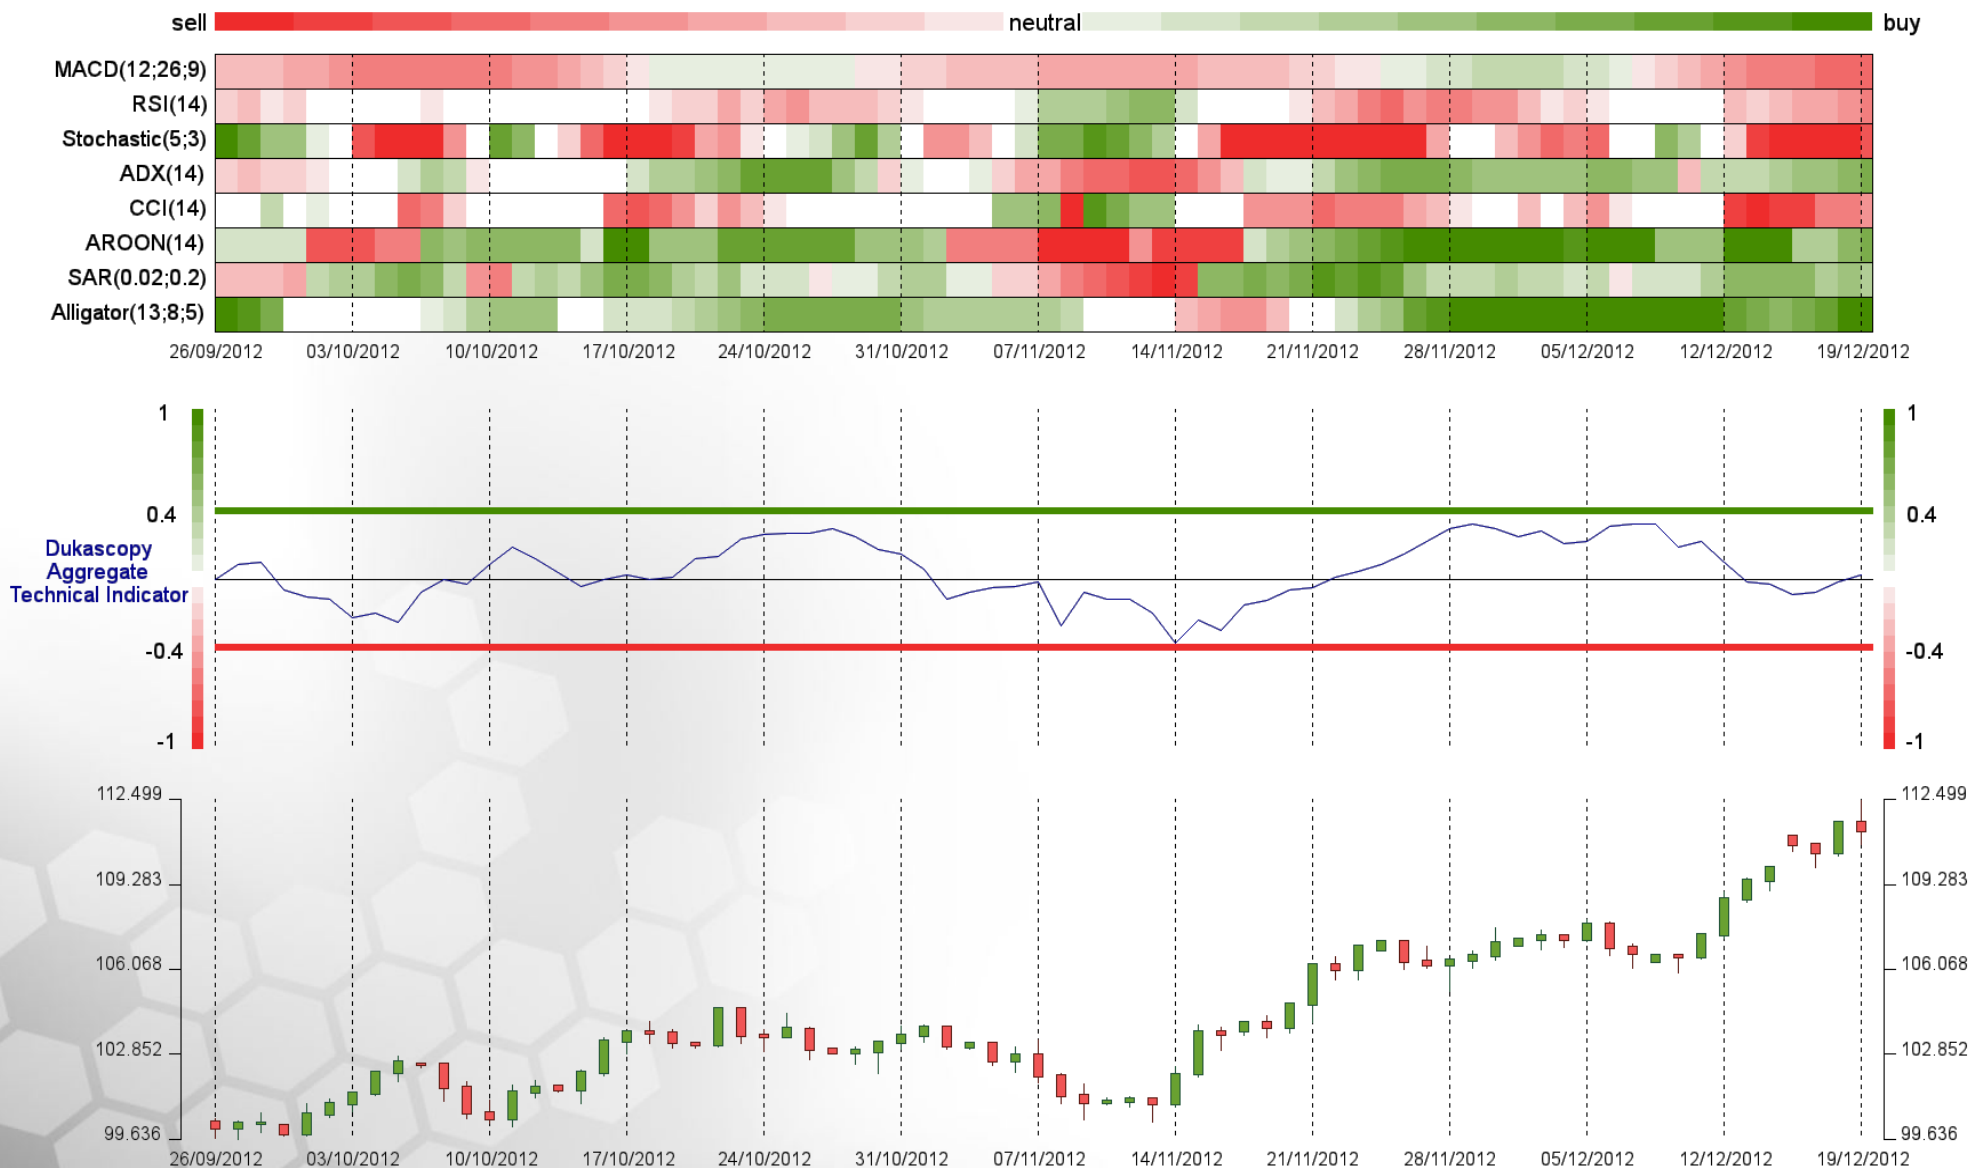 sell neutral buy
MACD(12;26;9)
RSI(14)
Stochastic(5;3)
ADX(14)
CCI(14)
AROON(14)
SAR(0.02;0.2)
Alligator(13;8;5)
26/09/2012 03/10/2012 10/10/2012 17/10/2012 24/10/2012 31/10/2012 07/11/2012 14/11/2012 21/11/2012 28/11/2012 05/12/2012 12/12/2012 19/12/2012
1 1
0.4 0.4
Dukascopy
Aggregate
Technical Indicator
-0.4 -0.4
-1 -1
112.499 112.499
109.283 109.283
106.068 106.068
102.852 102.852
99.636 99.636
26/09/2012 03/10/2012 10/10/2012 17/10/2012 24/10/2012 31/10/2012 07/11/2012 14/11/2012 21/11/2012 28/11/2012 05/12/2012 12/12/2012 19/12/2012